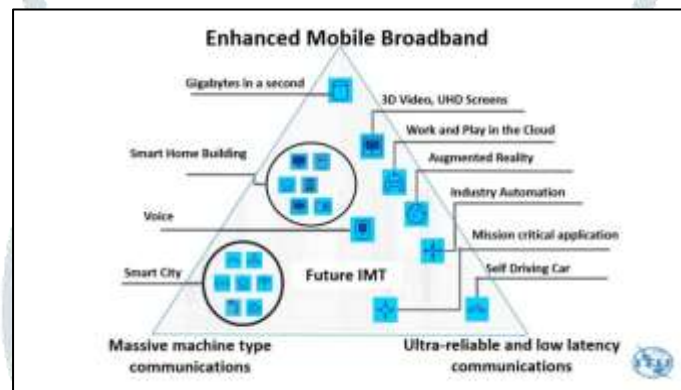 Enhanced Mobile Broadband
Gigabytes in a second
3D Video, UHD Screens
Work and Play in the Cloud
Smart Home Building
Augmented Reality
Industry Automation
Voice
Mission critical application
Smart City
Future IMT
Self Driving Car
Massive machine type
communications
Ultra-reliable and low latency
communications